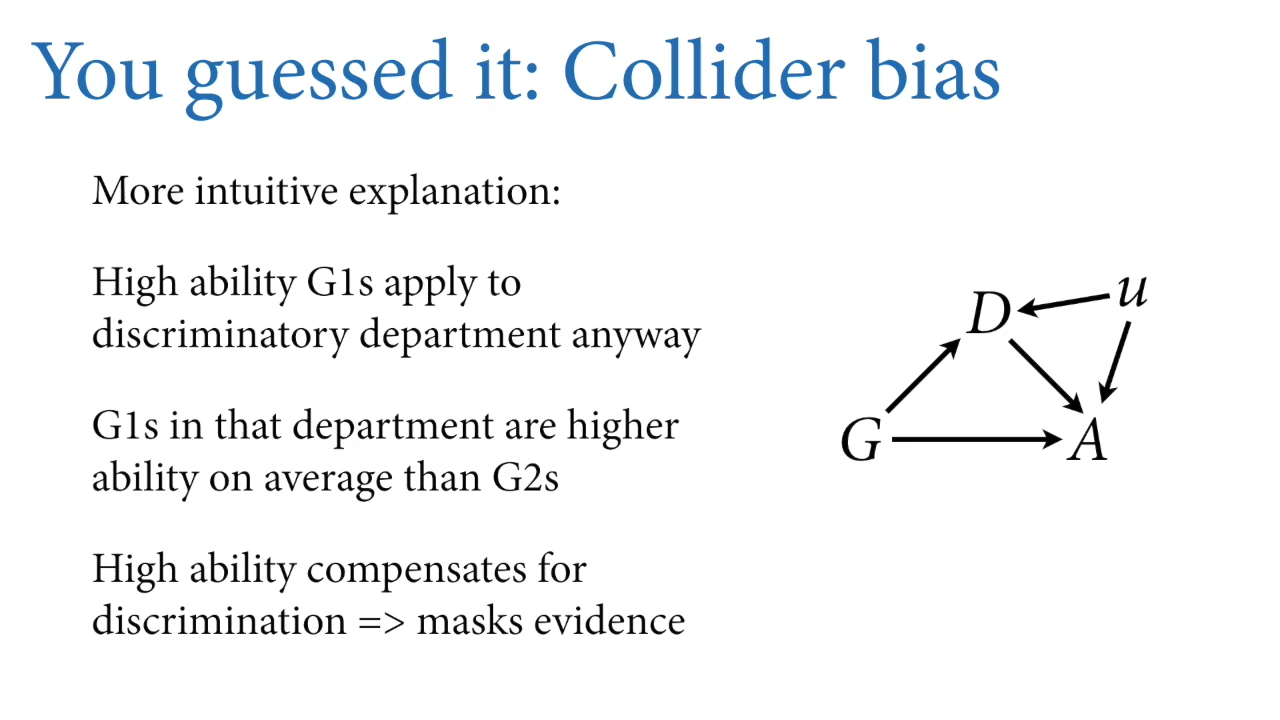 You guessed it: Collider bias
More intuitive explanation:
High ability G1s apply to
discriminatory department anyway
G1s in that department are higher
ability on average than G2s
High ability compensates for
discrimination => masks evidence
u
D
G
A